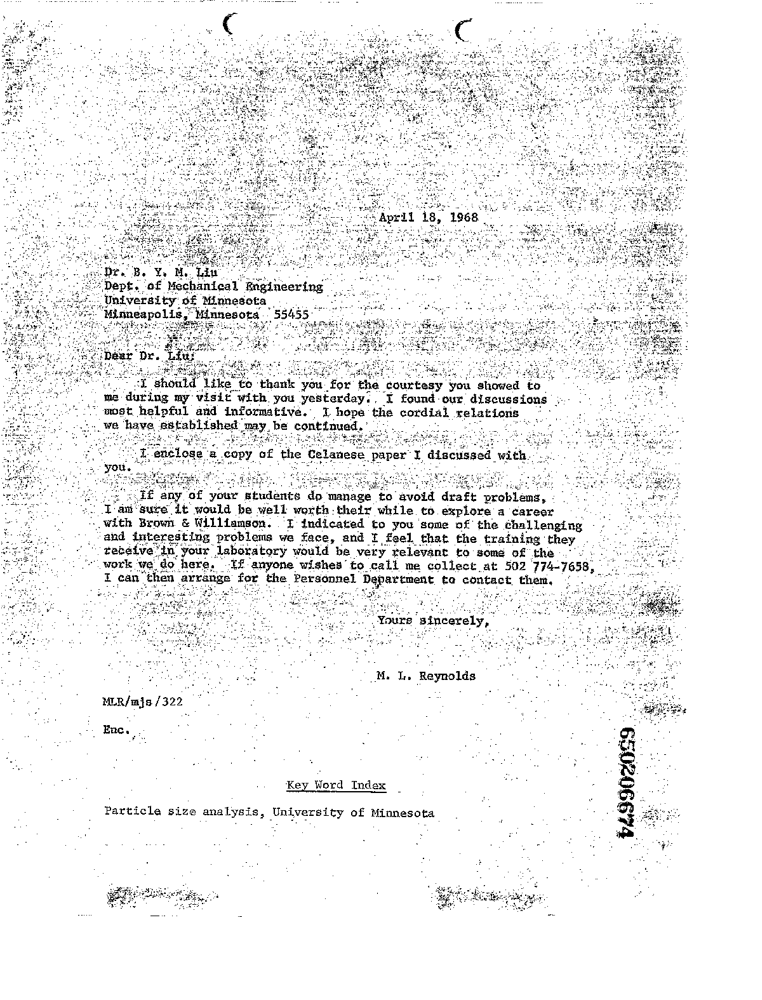 April 18, 1968
Dr. B. Y. M. Liu
Dept. of Mechanical Engineering
University of Minnesota
Minneapolis, Minnesota 55455
Dear Dr. Liu:
I should like to thank you for the courtesy you showed to
me during my visit with you yesterday. I found our discussions
most helpful and informative. I hope the cordial relations
we have established may be continued.
I enclose a copy of the Celanese paper I discussed with
you.
If any of your students do manage to avoid draft problems,
I am sure it would be well worth their while to explore a career
with Brown & Williamson. I indicated to you some of the challenging
and interesting problems we face, and I feel that the training they
receive in your laboratory would be very relevant to some of the
work we do here. If anyone wishes to call me collect at 502 774-7658,
I can then arrange for the Personnel Department to contact them.
Yours sincerely,
M. L. Reynolds
MLR/mjs/322
Enc.
Key Word Index
Particle size analysis, University of Minnesota
650206674